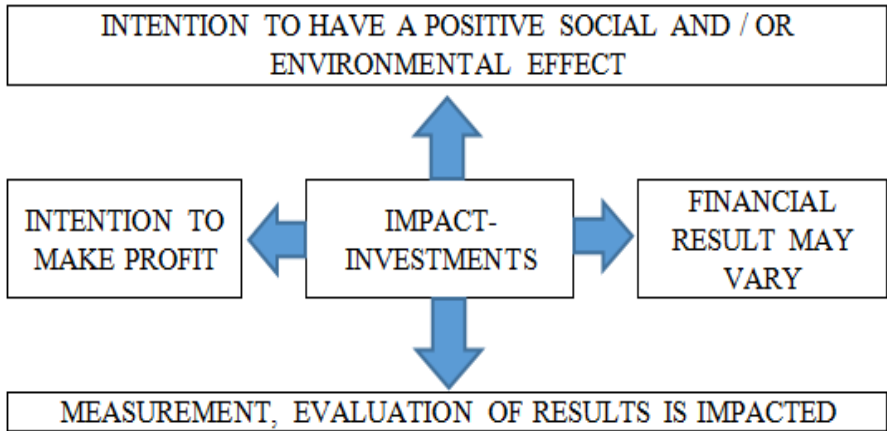 INTENTION TO HAVE A POSITIVE SOCIAL AND / OR
ENVIRONMENTAL EFFECT
INTENTION TO
MAKE PROFIT
IMPACT-
INVESTMENTS
FINANCIAL
RESULT MAY
VARY
MEASUREMENT, EVALUATION OF RESULTS IS IMPACTED